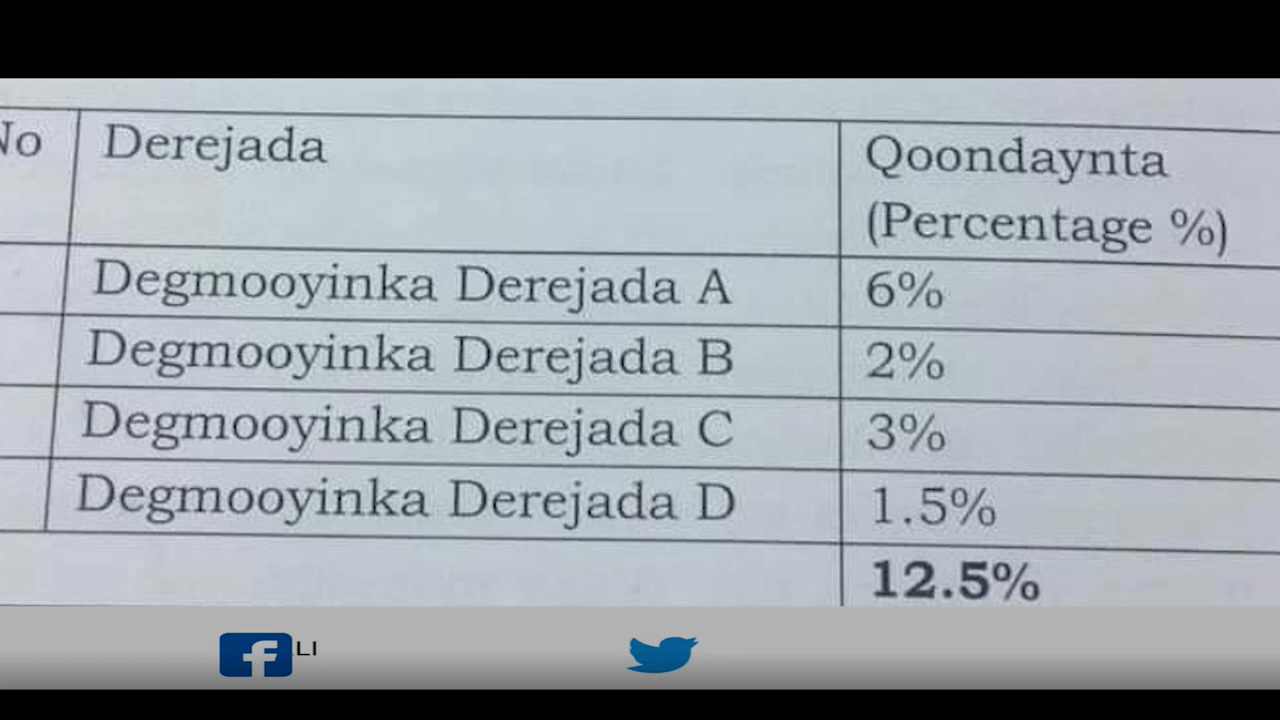 No Derejada Qoondaynta
(Percentage %)
Degmooyinka Derejada A 6%
Degmooyinka Derejada B 2%
Degmooyinka Derejada C 3%
Degmooyinka Derejada D 1.5%
12.5%
LI